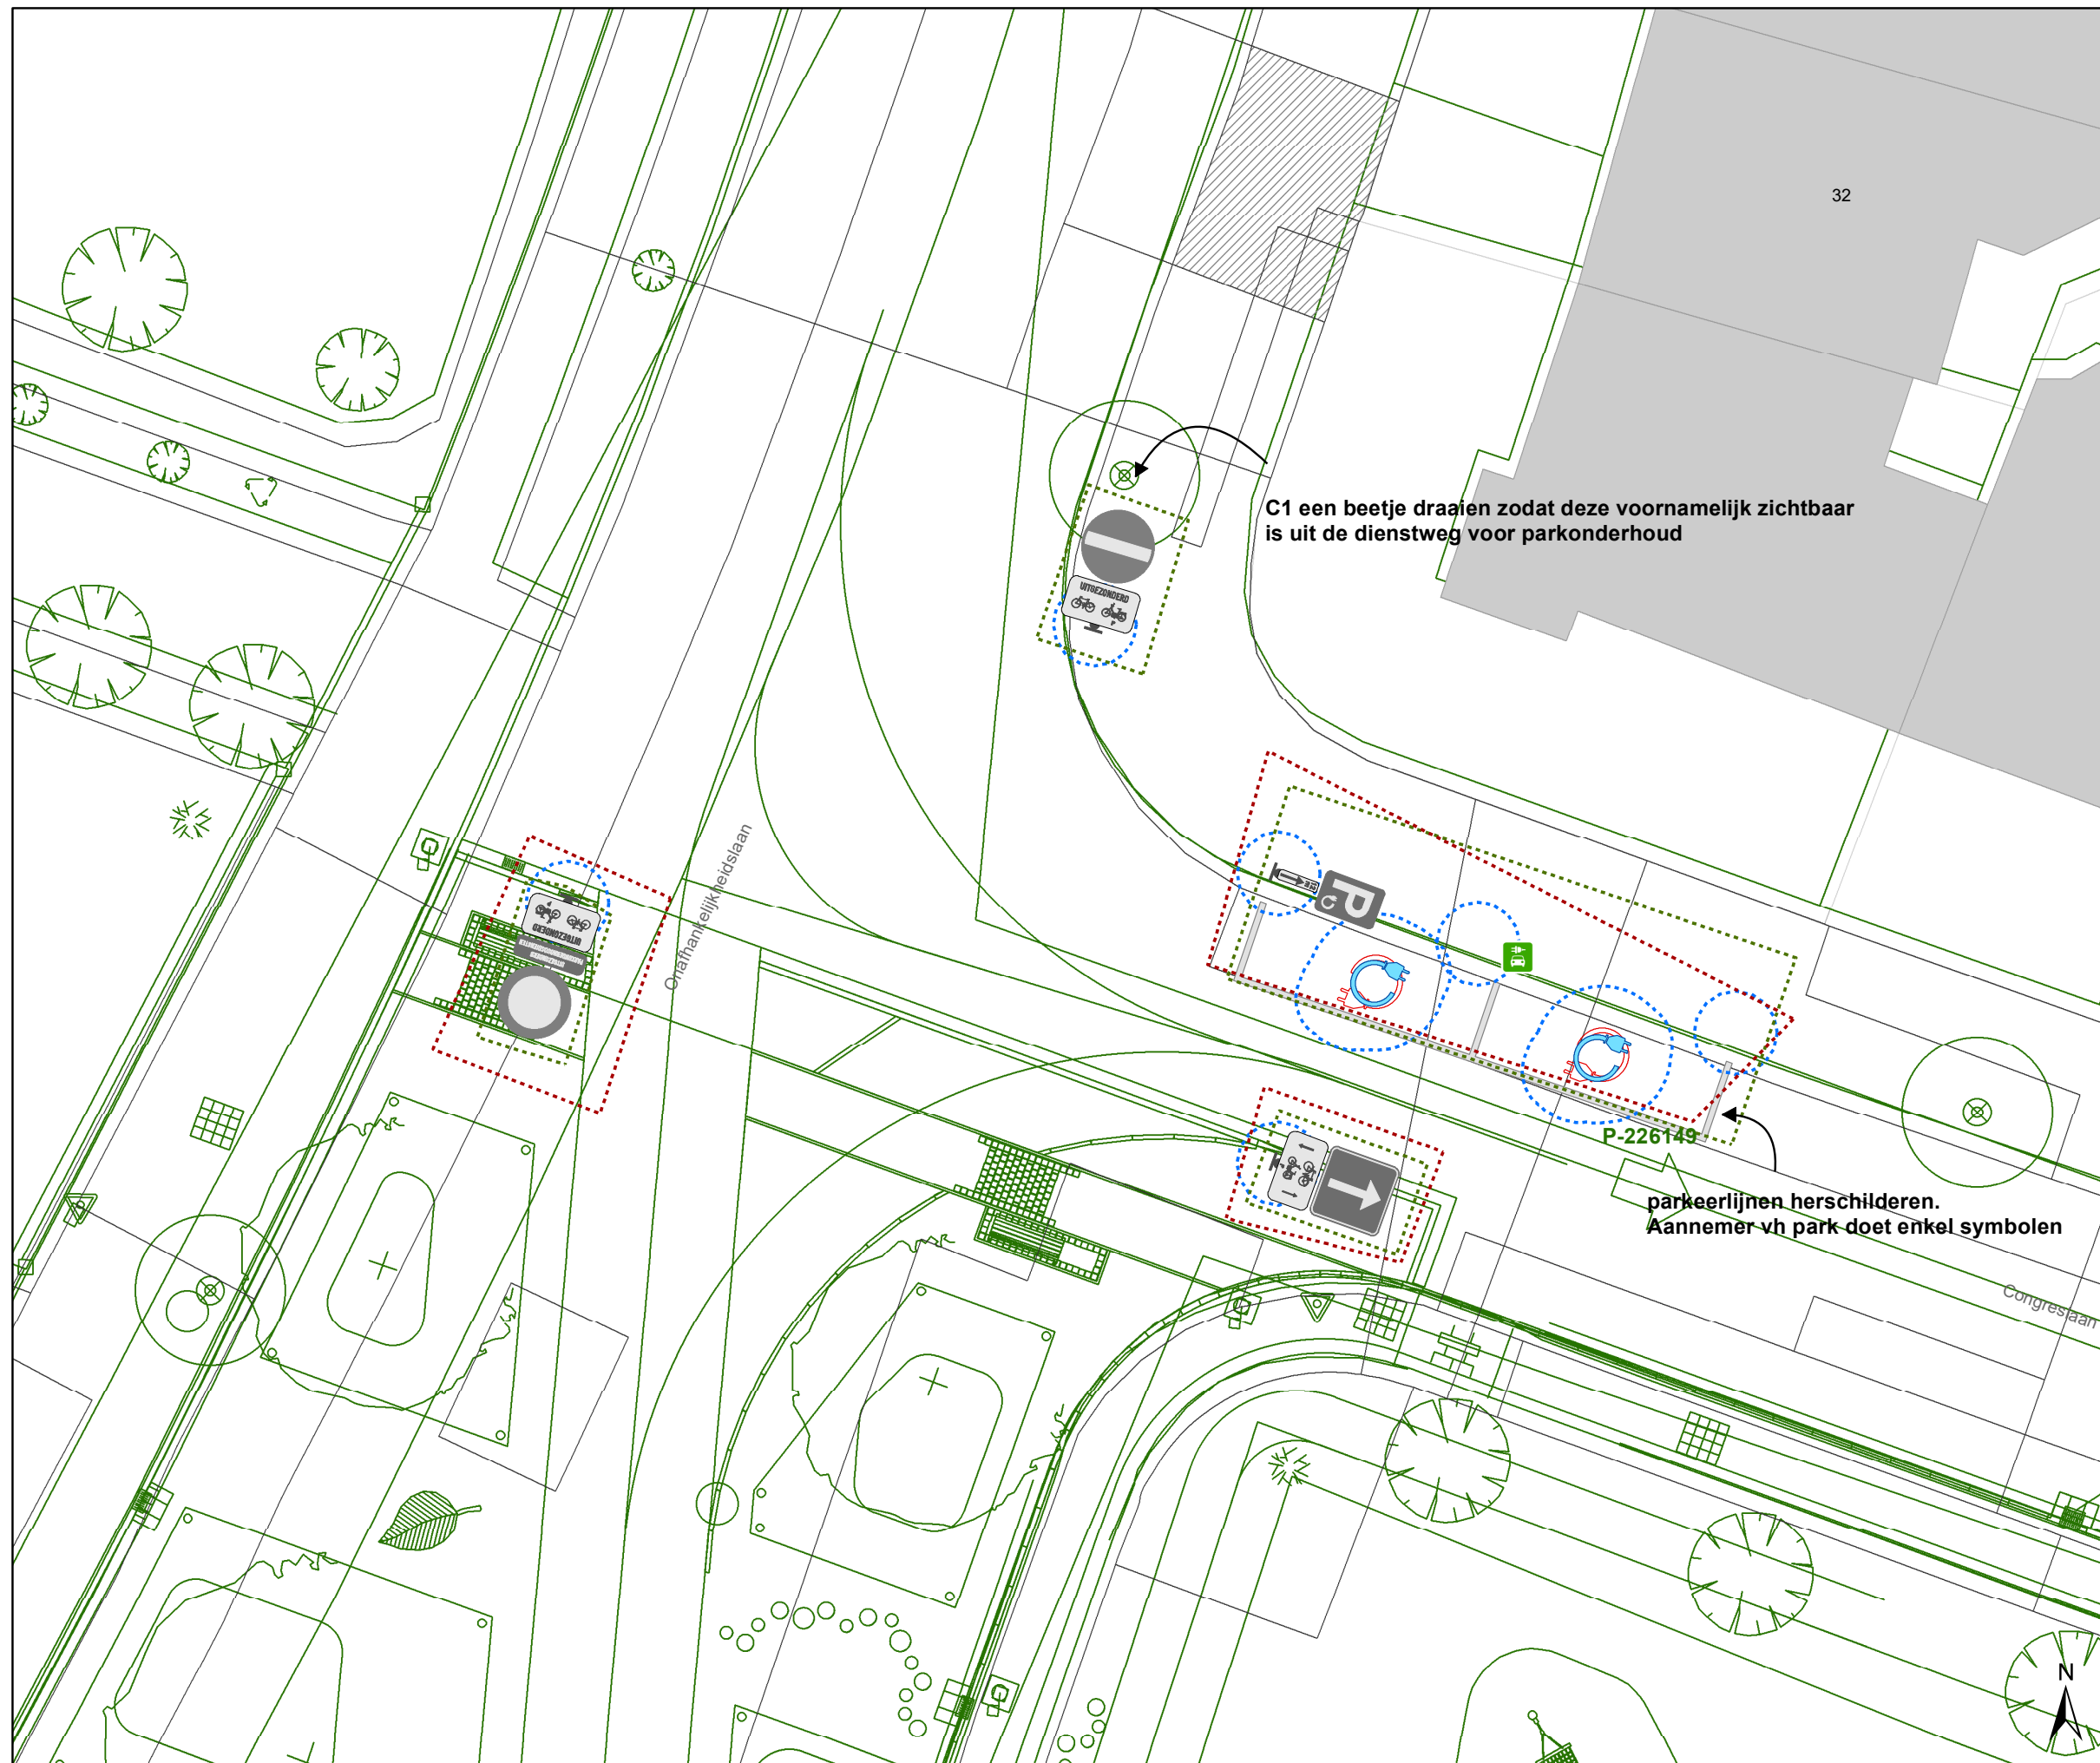 32
C1 een beetje draaien zodat deze voornamelijk zichtbaar
is uit de dienstweg voor parkonderhoud
UITGEZONDERD
P
Onafhankelijkheidslaan
P
UITGEZONDERD
P-226149
parkeerlijnen herschilderen.
Aannemer vh park doet enkel symbolen
Congreslaan
N